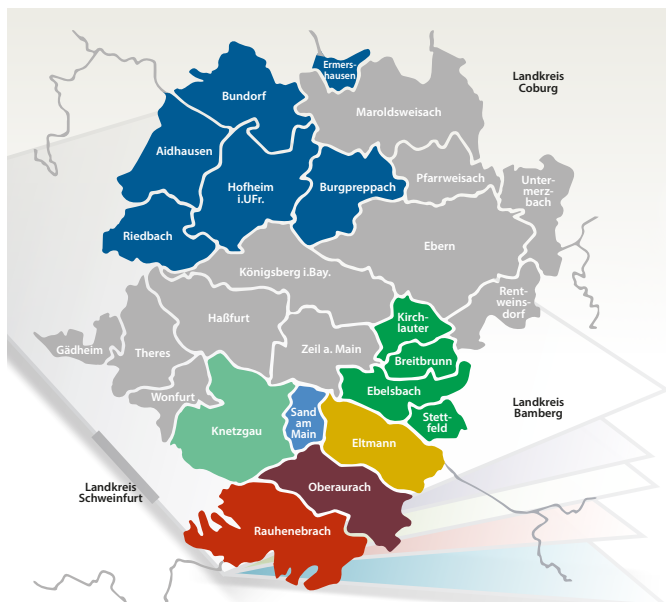 Ermers-
hausen
Landkreis
Coburg
Bundorf
Maroldsweisach
Aidhausen
Pfarrweisach
Unter-
merz-
bach
Hofheim
i.UFr.
Burgpreppach
Riedbach
Ebern
Königsberg i.Bay.
Rent-
weins-
dorf
Haßfurt
Kirch-
lauter
Gädheim
Theres
Zeil a. Main
Breitbrunn
Ebelsbach
Wonfurt
Landkreis
Bamberg
Knetzgau
Sand
am
Main
Stett-
feld
Eltmann
Landkreis
Schweinfurt
Oberaurach
Rauhenebrach